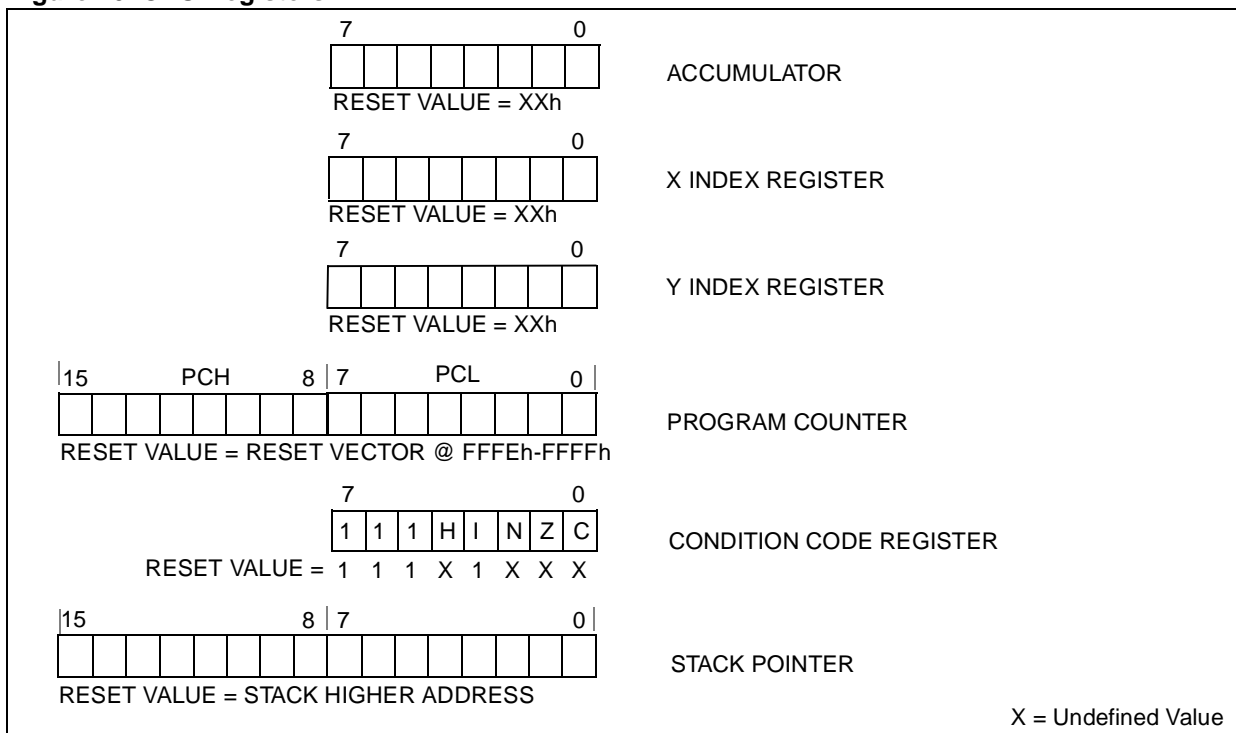 7 0
ACCUMULATOR
RESET VALUE = XXh
7 0
X INDEX REGISTER
RESET VALUE = XXh
7 0
Y INDEX REGISTER
RESET VALUE = XXh
15 PCH 8 7 PCL 0
PROGRAM COUNTER
RESET VALUE = RESET VECTOR @ FFFEh-FFFFh
7 0
1 1 1 H I N Z C
CONDITION CODE REGISTER
RESET VALUE = 1 1 1 X 1 X X X
15 8 7 0
STACK POINTER
RESET VALUE = STACK HIGHER ADDRESS
X = Undefined Value